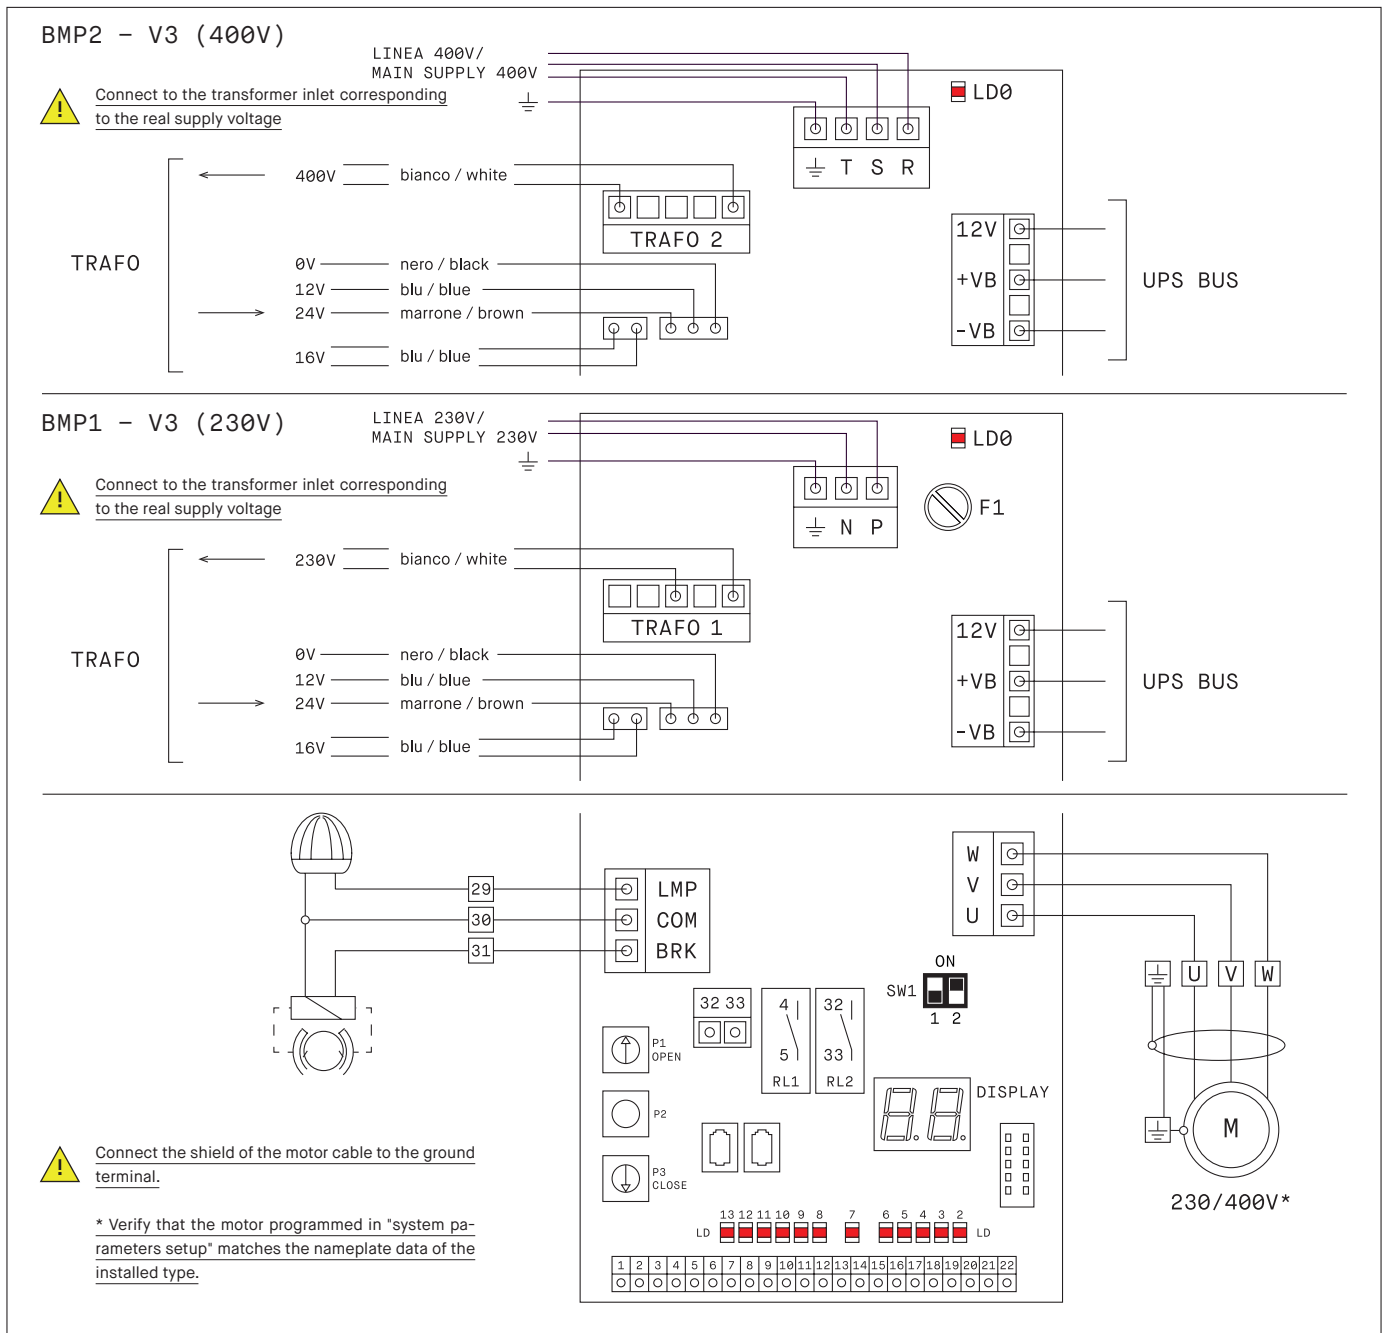 BMP2 – V3 (400V)
LINEA 400V/
MAIN SUPPLY 400V
LD0
Connect to the transformer inlet corresponding
to the real supply voltage
T S R
400V bianco / white
TRAFO 2
TRAFO
0V nero / black
12V blu / blue
24V marrone / brown
16V blu / blue
12V
+VB
-VB
UPS BUS
BMP1 – V3 (230V)
LINEA 230V/
MAIN SUPPLY 230V
LD0
Connect to the transformer inlet corresponding
to the real supply voltage
N P
F1
230V bianco / white
TRAFO 1
TRAFO
0V nero / black
12V blu / blue
24V marrone / brown
16V blu / blue
12V
+VB
-VB
UPS BUS
29 LMP
30 COM
31 BRK
W
V
U
ON
SW1
1 2
U V W
32 33
4
5
RL1
32
33
RL2
P1
OPEN
P2
P3
CLOSE
DISPLAY
M
230/400V*
Connect the shield of the motor cable to the ground
terminal.
* Verify that the motor programmed in "system pa-
rameters setup" matches the nameplate data of the
installed type.
13 12 11 10 9 8 7 6 5 4 3 2
LD LD
1 2 3 4 5 6 7 8 9 10 11 12 13 14 15 16 17 18 19 20 21 22